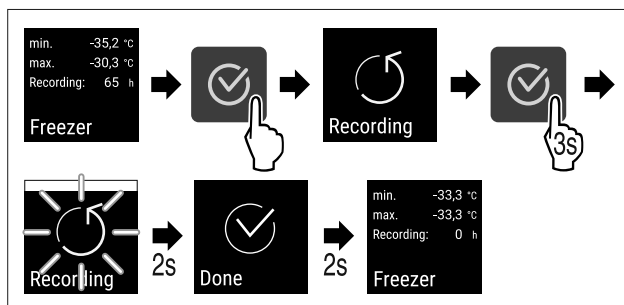 min. -35,2 °C
max. -30,3 °C
Recording: 65 h
Freezer
Recording
3s
Recording
2s
Done
2s
min. -33,3 °C
max. -33,3 °C
Recording: 0 h
Freezer